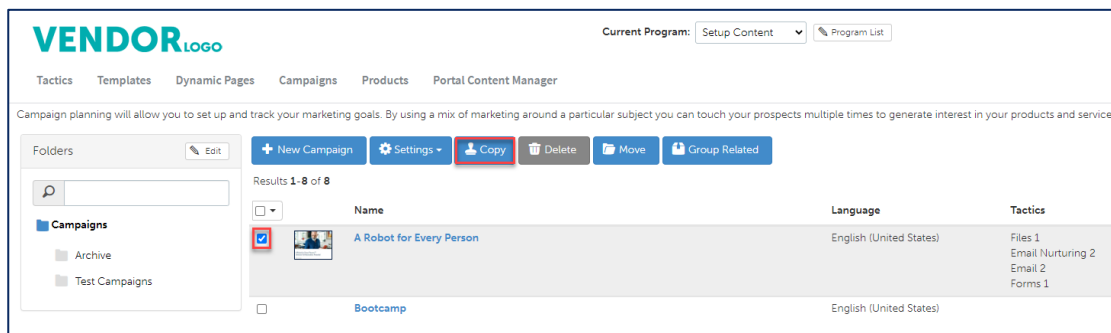 VENDOR LOGO
Current Program: Setup Content Program List
Tactics Templates Dynamic Pages Campaigns Products Portal Content Manager
Campaign planning will allow you to set up and track your marketing goals. By using a mix of marketing around a particular subject you can touch your prospects multiple times to generate interest in your products and service
Folders Edit
New Campaign Settings Copy Delete Move Group Related
Results 1-8 of 8
Name Language Tactics
Campaigns
Archive
Test Campaigns
A Robot for Every Person English (United States) Files 1
Email Nurturing 2
Email 2
Forms 1
Bootcamp English (United States)